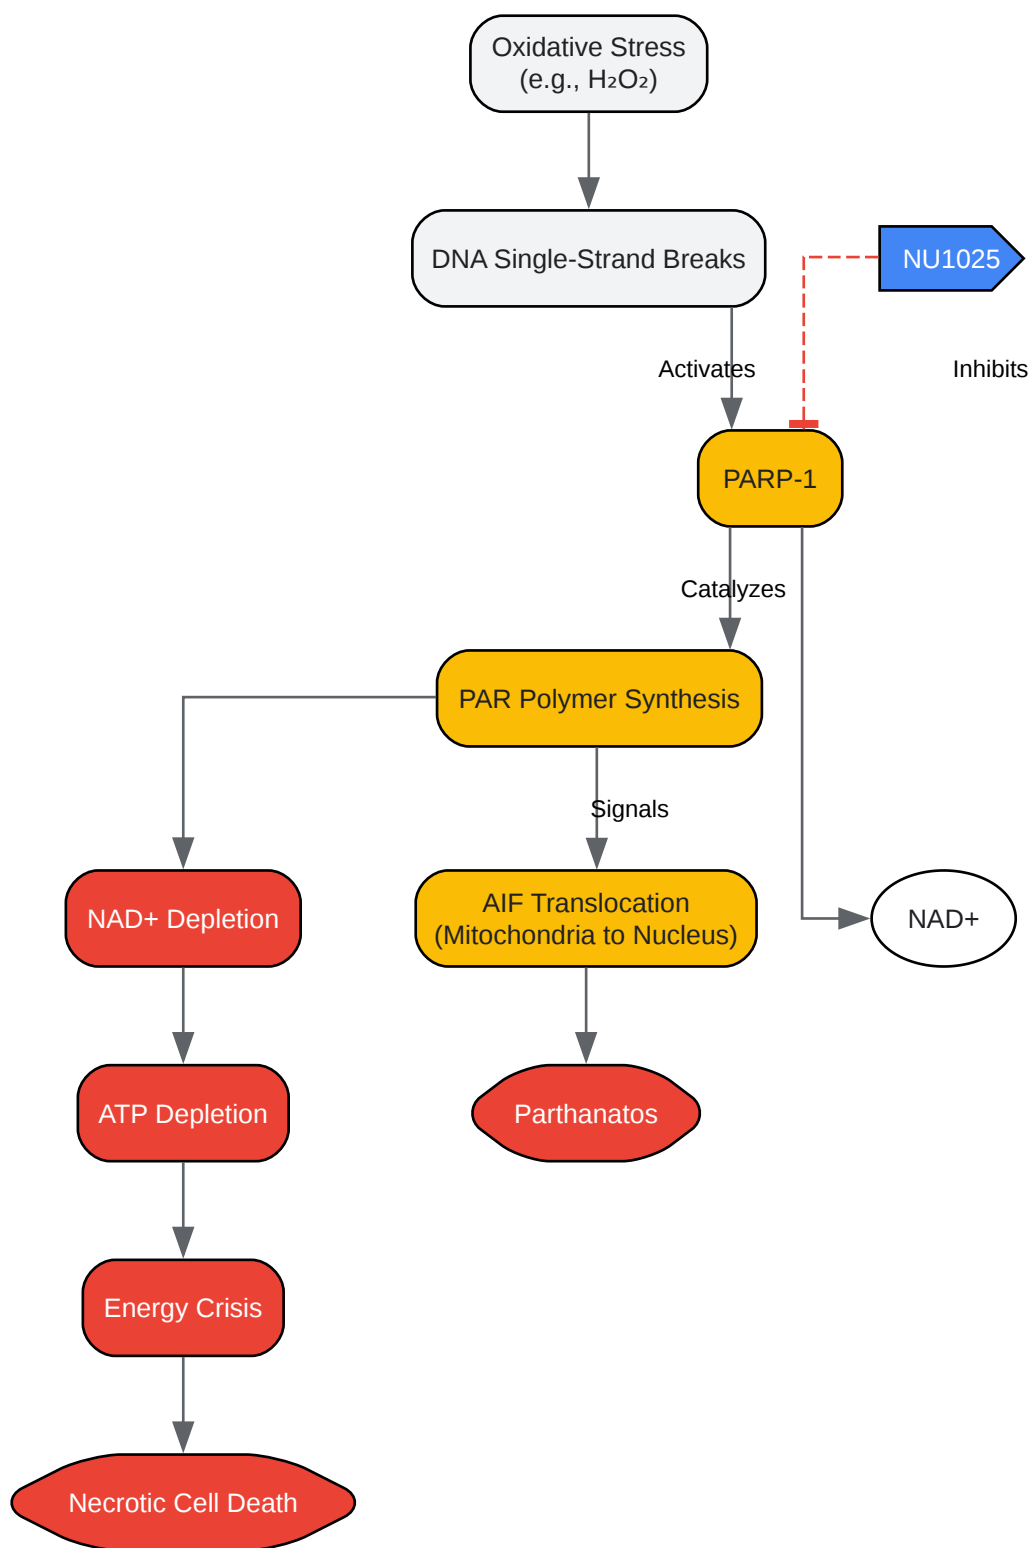 Oxidative Stress
(e.g., H₂O₂)
DNA Single-Strand Breaks
NU1025
Activates
Inhibits
PARP-1
Catalyzes
PAR Polymer Synthesis
Signals
NAD+ Depletion
AIF Translocation
(Mitochondria to Nucleus)
NAD+
ATP Depletion
Parthanatos
Energy Crisis
Necrotic Cell Death